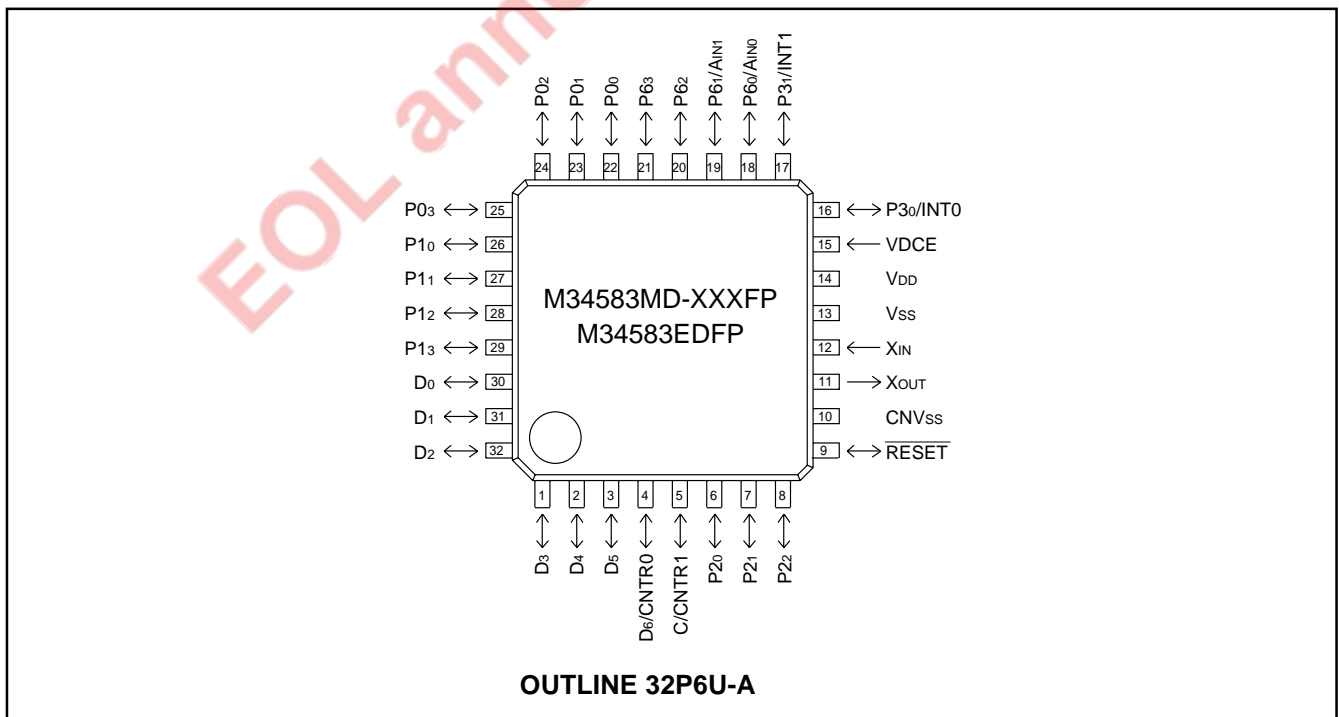 EOL ann
P02
P01
P00
P63
P62
P61/AIN1
P60/AIN0
P31/INT1
24
23
22
21
20
19
18
17
P03
25
P10
26
P11
27
P12
28
P13
29
D0
30
D1
31
D2
32
M34583MD-XXXFP
M34583EDFP
16
P30/INT0
15
VDCE
14
VDD
13
VSS
12
XIN
11
XOUT
10
CNVSS
9
RESET
1
2
3
4
5
6
7
8
D3
D4
D5
D6/CNTR0
C/CNTR1
P20
P21
P22
OUTLINE 32P6U-A